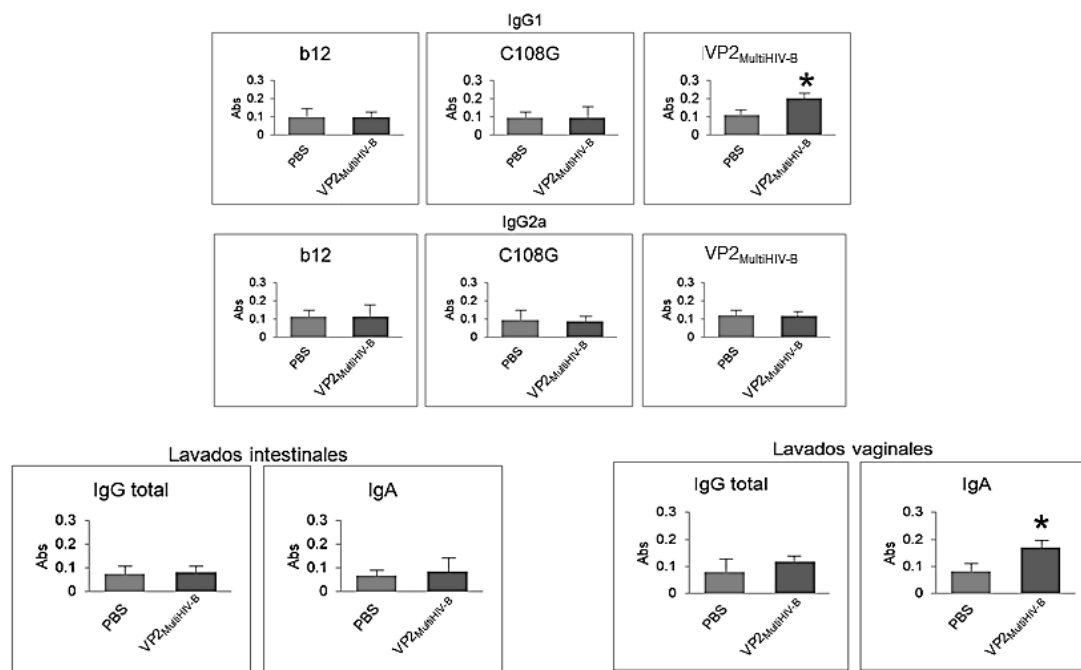 IgG1
b12
C108G
VP2MultiHIV-B
*
Abs
0.3
0.2
0.1
0
PBS
VP2MultiHIV-B
Abs
0.3
0.2
0.1
0
PBS
VP2MultiHIV-B
Abs
0.3
0.2
0.1
0
PBS
VP2MultiHIV-B
IgG2a
b12
C108G
VP2MultiHIV-B
Abs
0.3
0.2
0.1
0
PBS
VP2MultiHIV-B
Abs
0.3
0.2
0.1
0
PBS
VP2MultiHIV-B
Abs
0.3
0.2
0.1
0
PBS
VP2MultiHIV-B
Lavados intestinales
IgG total
IgA
Abs
0.3
0.2
0.1
0
PBS
VP2MultiHIV-B
Abs
0.3
0.2
0.1
0
PBS
VP2MultiHIV-B
Lavados vaginales
IgG total
IgA
*
Abs
0.3
0.2
0.1
0
PBS
VP2MultiHIV-B
Abs
0.3
0.2
0.1
0
PBS
VP2MultiHIV-B